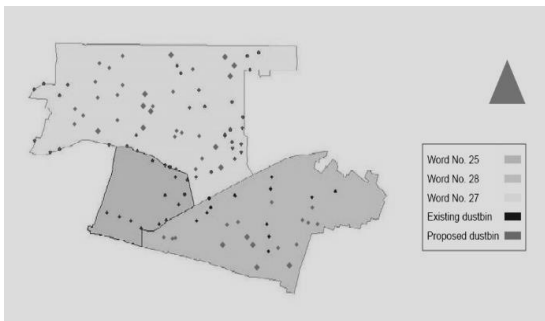 Word No. 25
Word No. 28
Word No. 27
Existing dustbin
Proposed dustbin